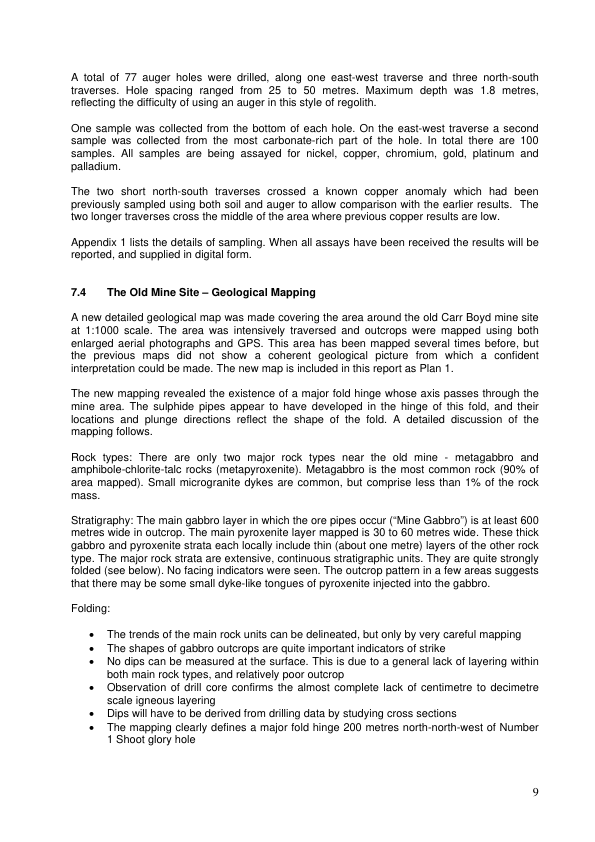 A total of 77 auger holes were drilled, along one east-west traverse and three north-south
traverses. Hole spacing ranged from 25 to 50 metres. Maximum depth was 1.8 metres,
reflecting the difficulty of using an auger in this style of regolith.
One sample was collected from the bottom of each hole. On the east-west traverse a second
sample was collected from the most carbonate-rich part of the hole. In total there are 100
samples. All samples are being assayed for nickel, copper, chromium, gold, platinum and
palladium.
The two short north-south traverses crossed a known copper anomaly which had been
previously sampled using both soil and auger to allow comparison with the earlier results. The
two longer traverses cross the middle of the area where previous copper results are low.
Appendix 1 lists the details of sampling. When all assays have been received the results will be
reported, and supplied in digital form.
7.4 The Old Mine Site – Geological Mapping
A new detailed geological map was made covering the area around the old Carr Boyd mine site
at 1:1000 scale. The area was intensively traversed and outcrops were mapped using both
enlarged aerial photographs and GPS. This area has been mapped several times before, but
the previous maps did not show a coherent geological picture from which a confident
interpretation could be made. The new map is included in this report as Plan 1.
The new mapping revealed the existence of a major fold hinge whose axis passes through the
mine area. The sulphide pipes appear to have developed in the hinge of this fold, and their
locations and plunge directions reflect the shape of the fold. A detailed discussion of the
mapping follows.
Rock types: There are only two major rock types near the old mine - metagabbro and
amphibole-chlorite-talc rocks (metapyroxenite). Metagabbro is the most common rock (90% of
area mapped). Small microgranite dykes are common, but comprise less than 1% of the rock
mass.
Stratigraphy: The main gabbro layer in which the ore pipes occur (“Mine Gabbro”) is at least 600
metres wide in outcrop. The main pyroxenite layer mapped is 30 to 60 metres wide. These thick
gabbro and pyroxenite strata each locally include thin (about one metre) layers of the other rock
type. The major rock strata are extensive, continuous stratigraphic units. They are quite strongly
folded (see below). No facing indicators were seen. The outcrop pattern in a few areas suggests
that there may be some small dyke-like tongues of pyroxenite injected into the gabbro.
Folding:
• The trends of the main rock units can be delineated, but only by very careful mapping
• The shapes of gabbro outcrops are quite important indicators of strike
• No dips can be measured at the surface. This is due to a general lack of layering within
both main rock types, and relatively poor outcrop
• Observation of drill core confirms the almost complete lack of centimetre to decimetre
scale igneous layering
• Dips will have to be derived from drilling data by studying cross sections
• The mapping clearly defines a major fold hinge 200 metres north-north-west of Number
1 Shoot glory hole
9